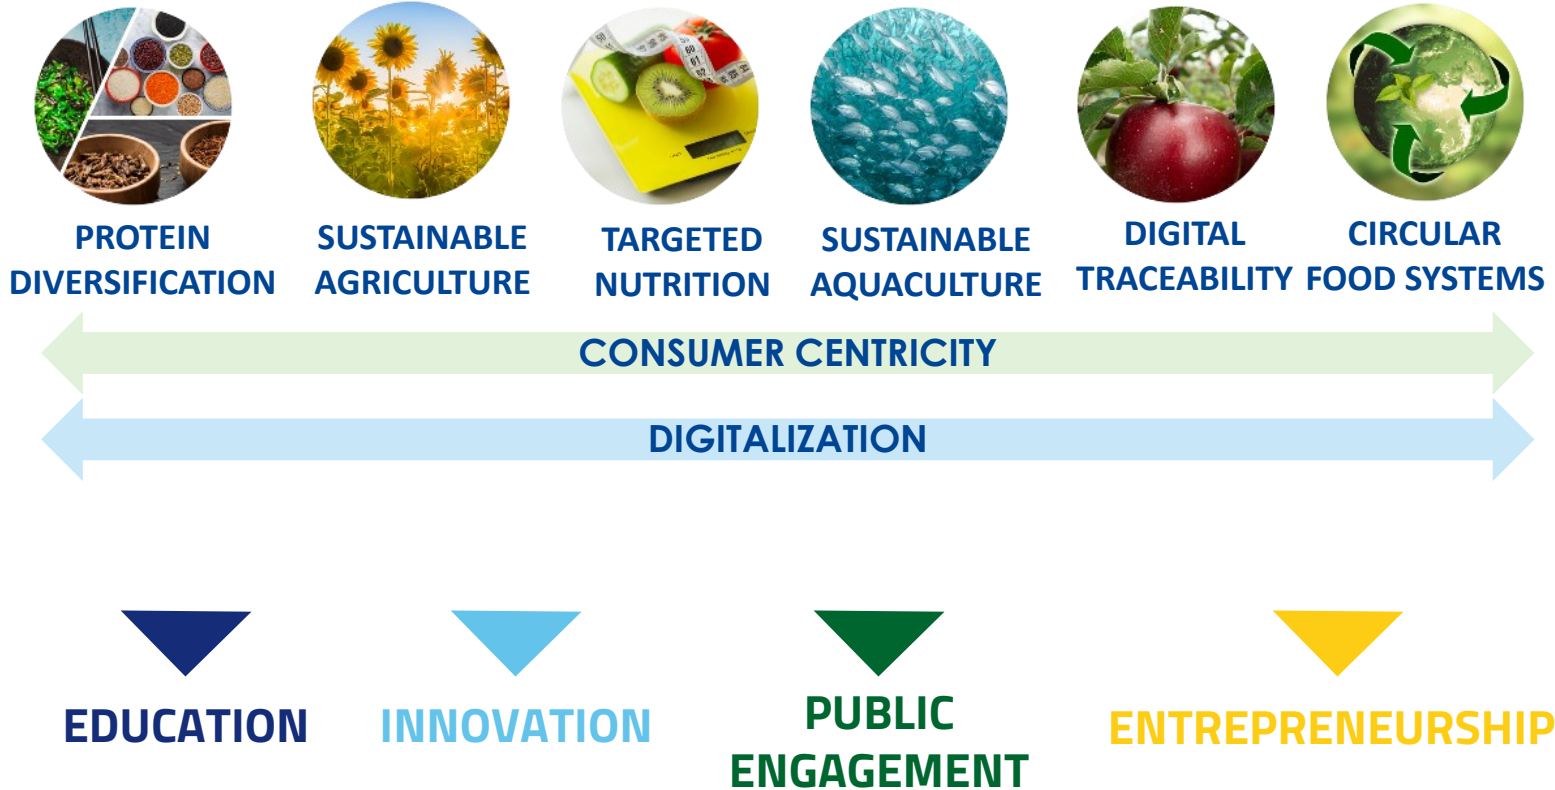 PROTEIN
DIVERSIFICATION
SUSTAINABLE
AGRICULTURE
TARGETED
NUTRITION
SUSTAINABLE
AQUACULTURE
DIGITAL
TRACEABILITY
CIRCULAR
FOOD SYSTEMS
CONSUMER CENTRICITY
DIGITALIZATION
EDUCATION
INNOVATION
PUBLIC
ENGAGEMENT
ENTREPRENEURSHIP